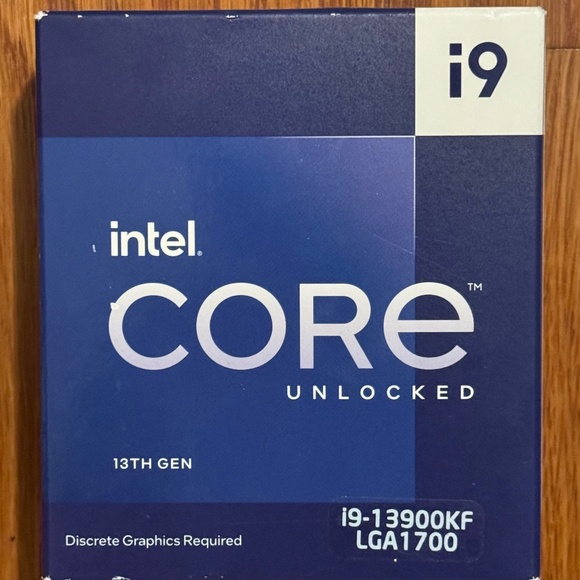 i9
intel.
CORE™
UNLOCKED
13TH GEN
i9-13900KF
LGA1700
Discrete Graphics Required